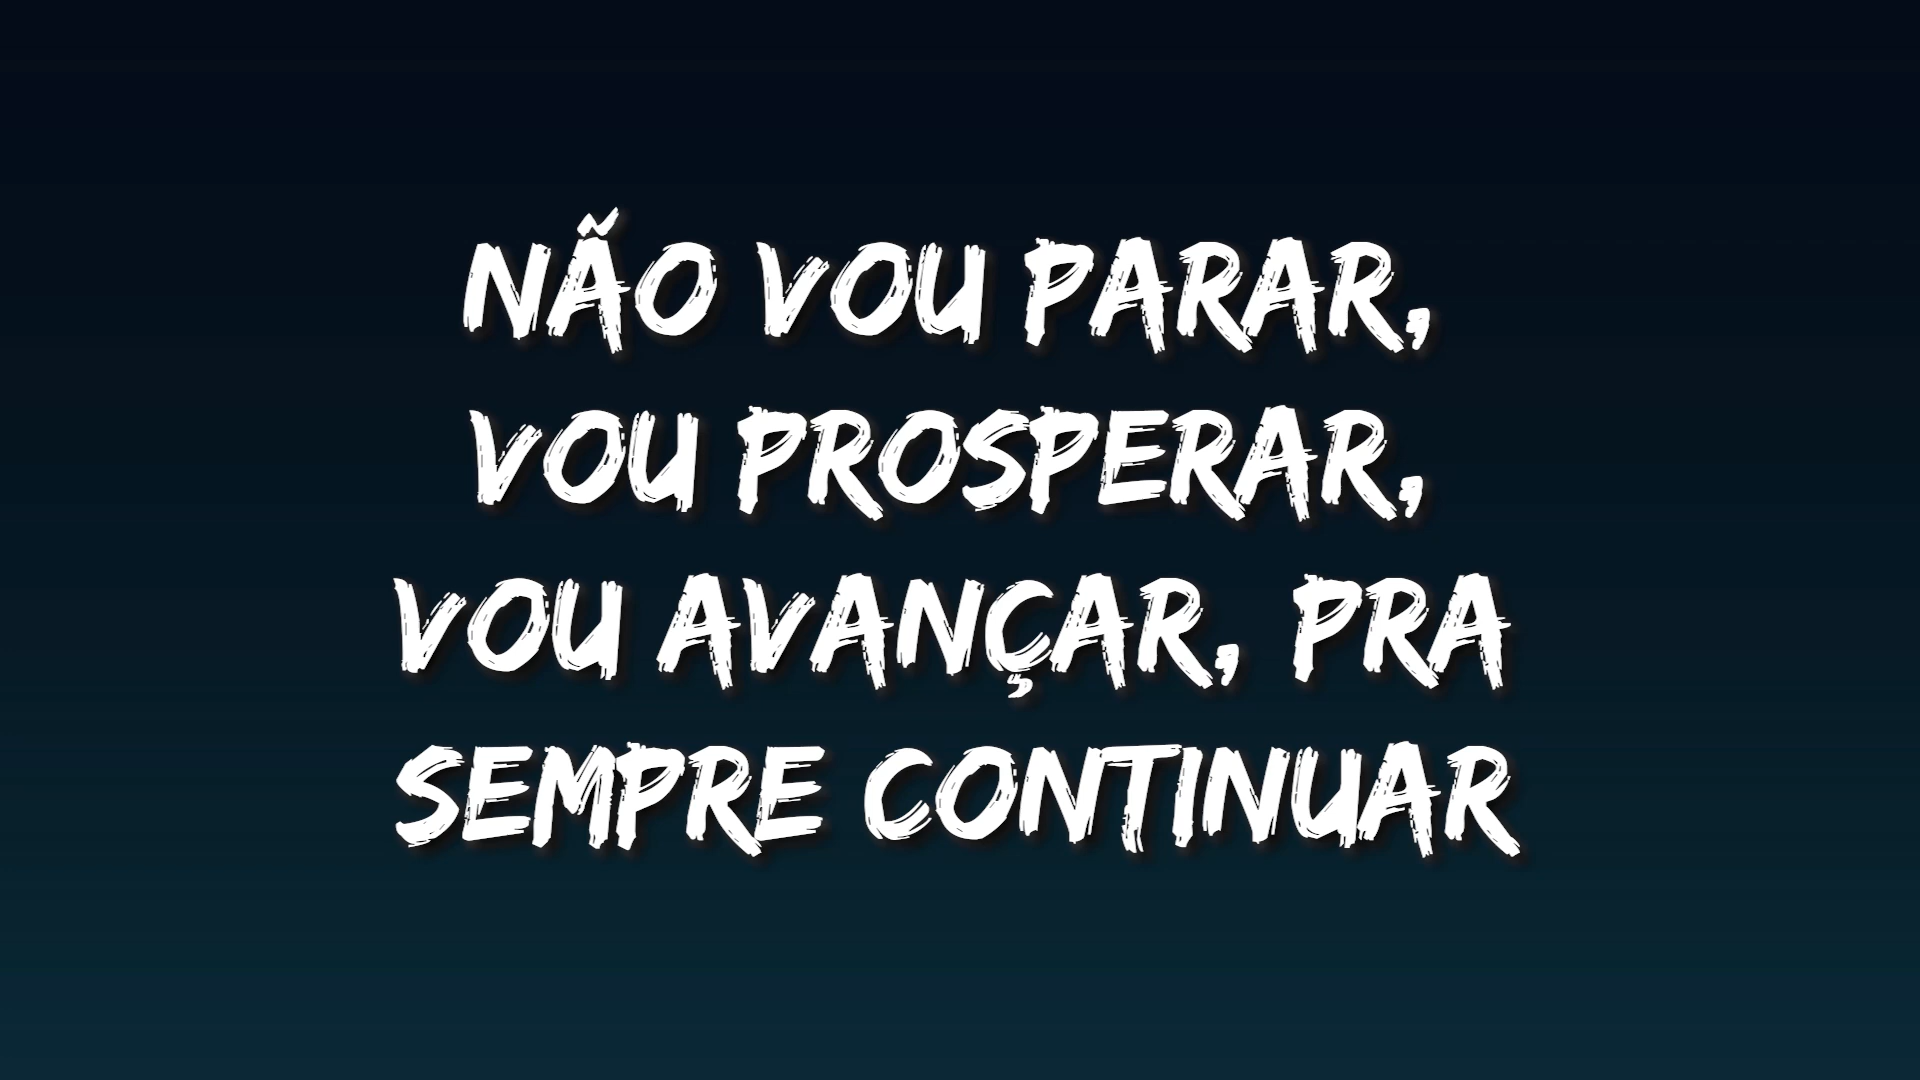 NÃO VOU PARAR,
VOU PROSPERAR,
VOU AVANÇAR, PRA
SEMPRE CONTINUAR